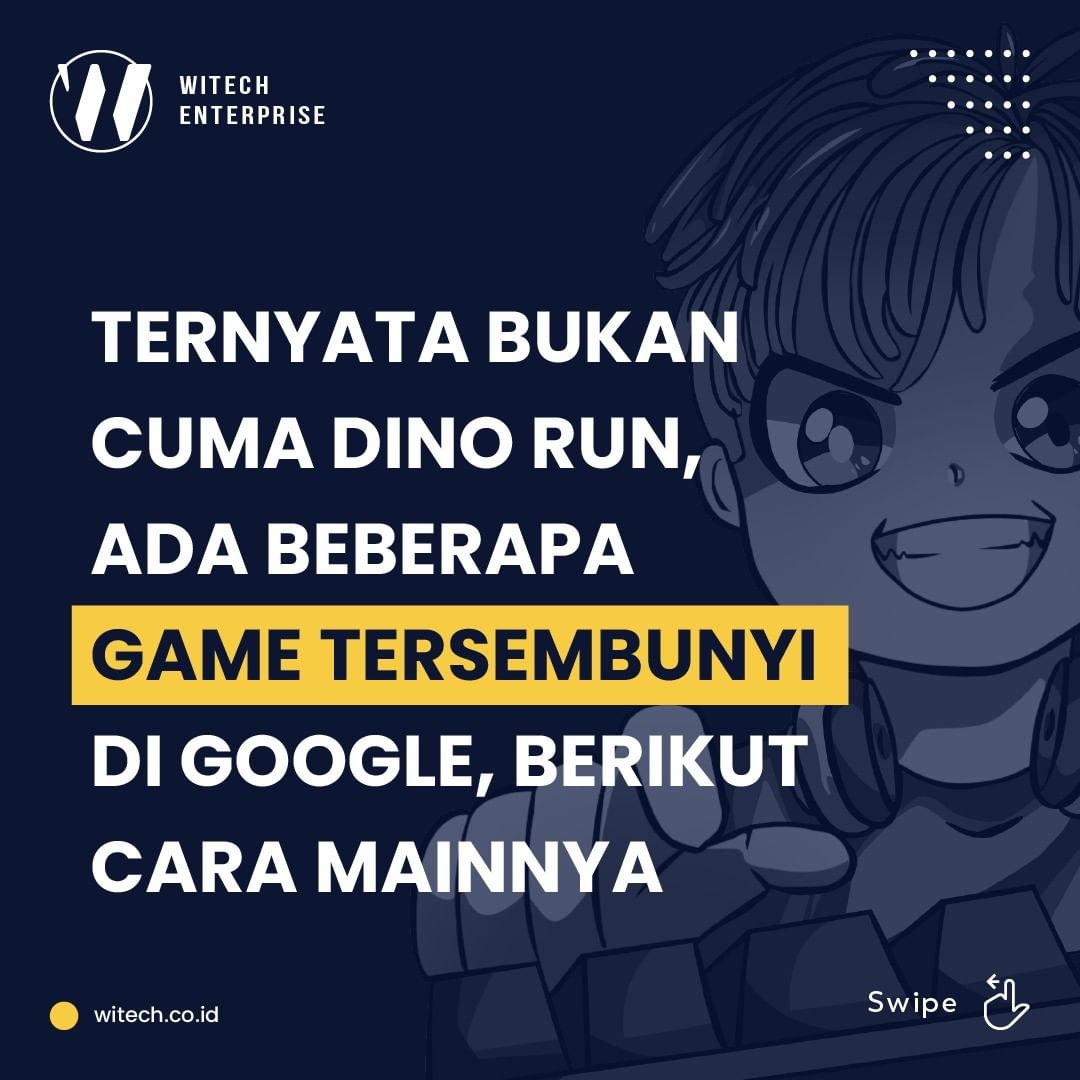 WITECH
ENTERPRISE
TERNYATA BUKAN
CUMA DINO RUN,
ADA BEBERAPA
GAME TERSEMBUNYI
DI GOOGLE, BERIKUT
CARA MAINNYA
witech.co.id
Swipe